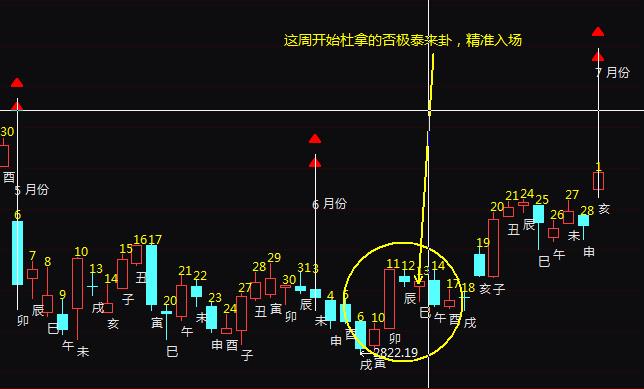 这周开始杜拿的否极泰来卦，精准入场
7 月份
30
酉
5 月份
1
6 月份
亥
6
20 21 24 25 26 27 28
丑 辰 巳 午 未 申
7 8 9 10 13 14 15 16 17 20 21 22 23 24 27 28 29 30 31 3 4 5 6 10 11 12 13 14 17 18 19
卯 辰 巳 午 未 戌 亥 子 丑 寅 巳 午 未 申 酉 子 丑 寅 卯 辰 未 申 酉 戌 寅 卯 辰 巳 午 酉 戌 亥 子
2822.19